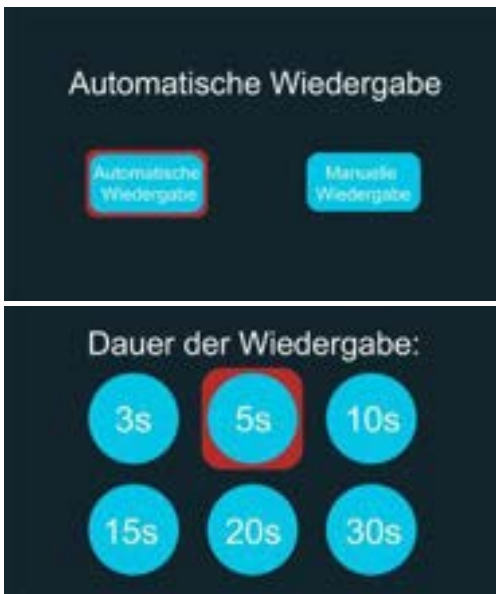 Automatische Wiedergabe
Automatische
Wiedergabe
Manuelle
Wiedergabe
Dauer der Wiedergabe:
3s
5s
10s
15s
20s
30s